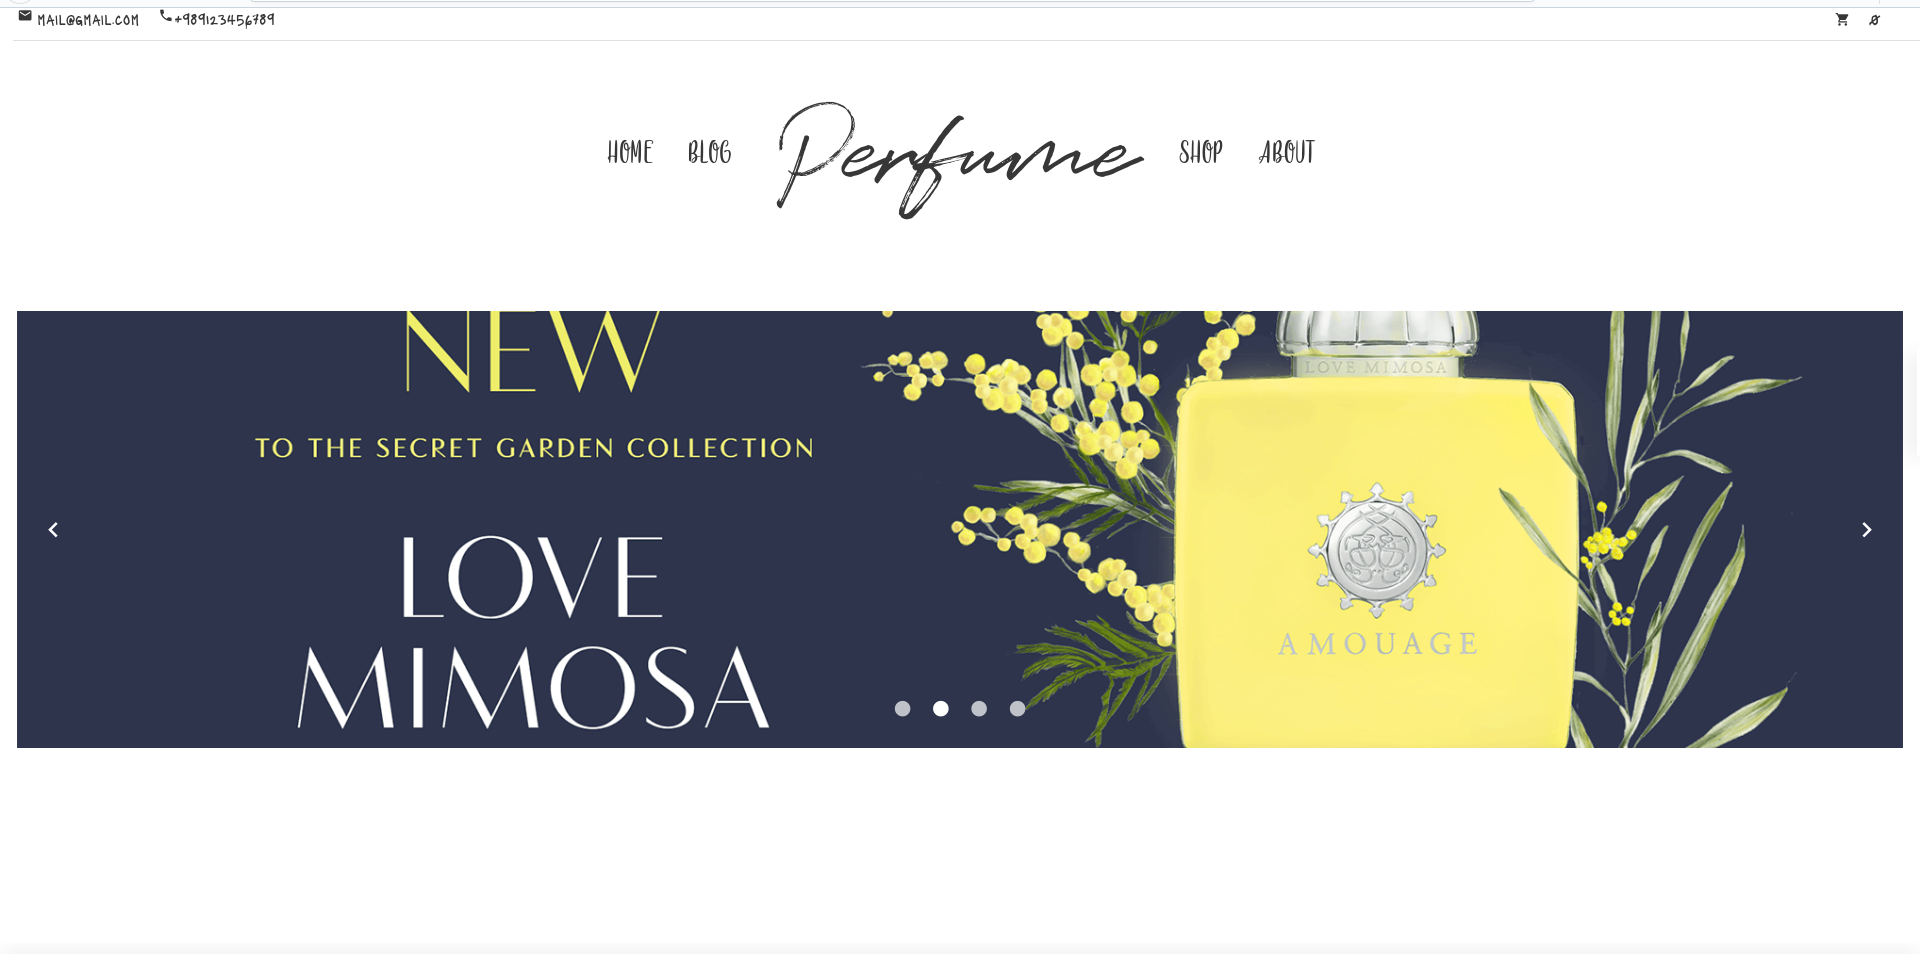 MAIL@GMAIL.COM +989123456789 0
HOME BLOG Perfume SHOP ABOUT
NEW
TO THE SECRET GARDEN COLLECTION
LOVE
MIMOSA
LOVE MIMOSA
AMOUAGE